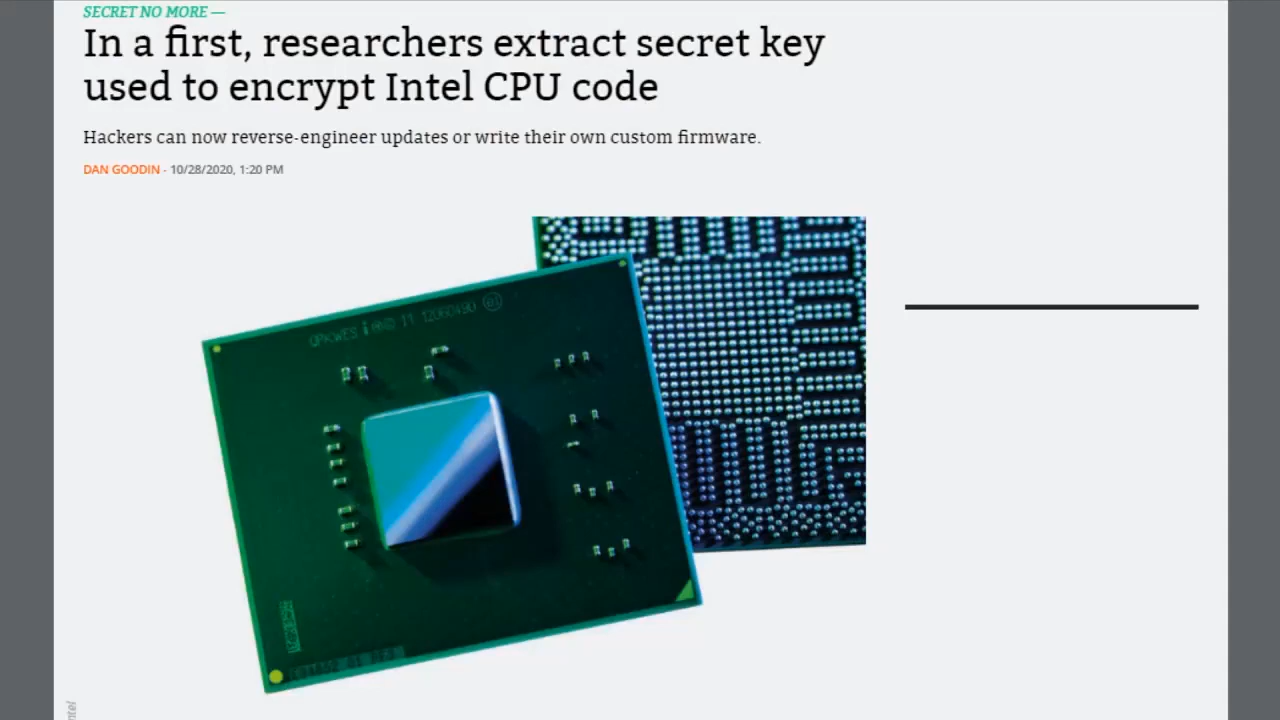 SECRET NO MORE —
In a first, researchers extract secret key
used to encrypt Intel CPU code
Hackers can now reverse-engineer updates or write their own custom firmware.
DAN GOODIN - 10/28/2020, 1:20 PM